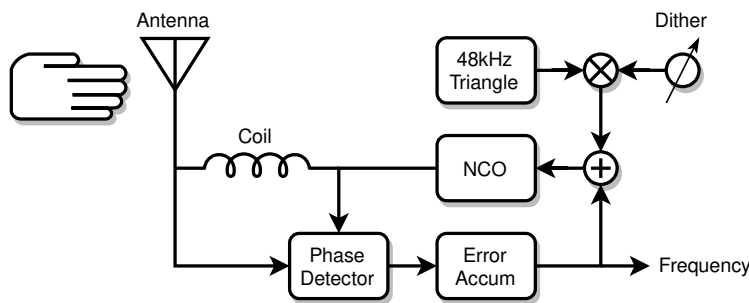 Antenna
Dither
48kHz
Triangle
Coil
NCO
Phase
Detector
Error
Accum
Frequency